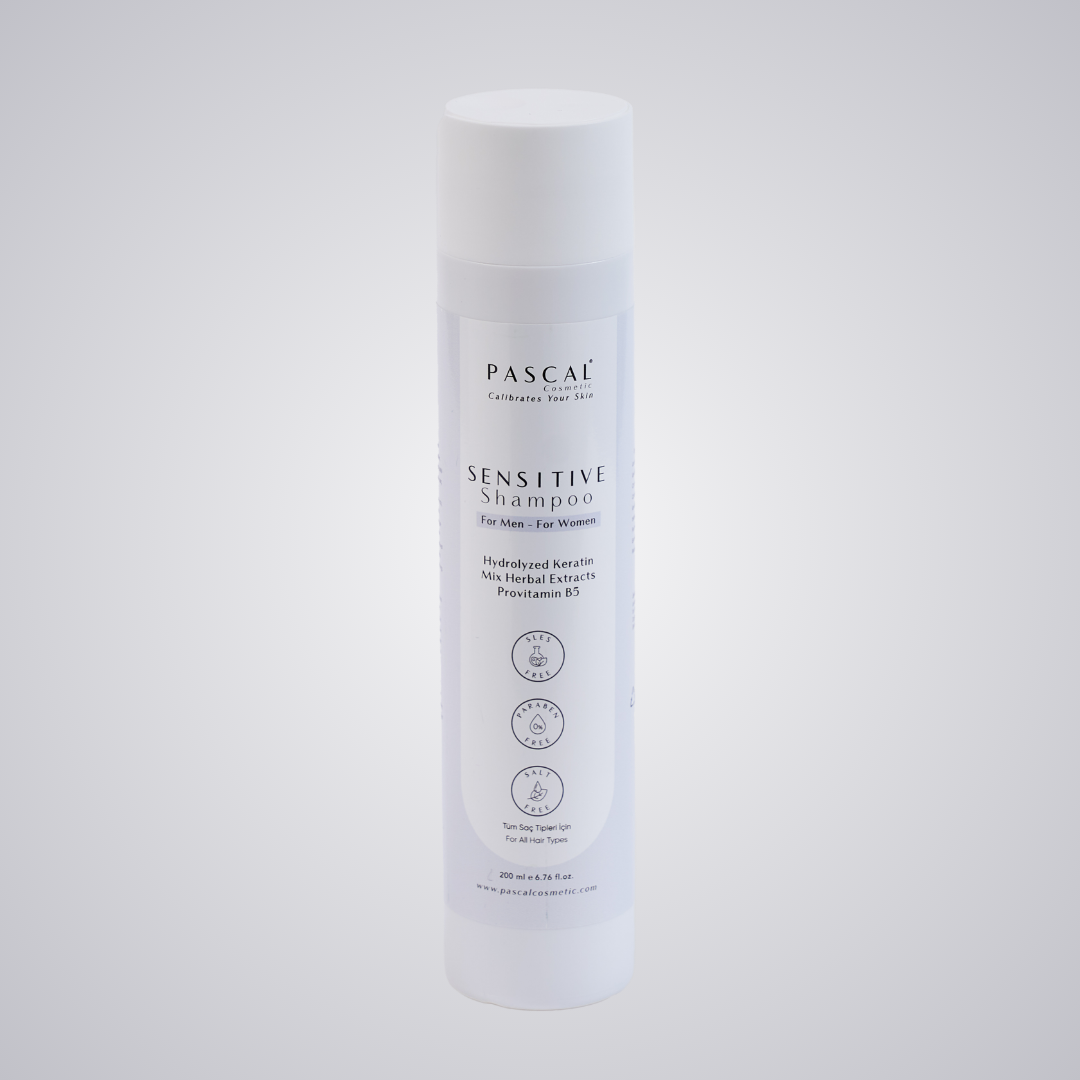 PASCAL®
Cosmetic
Calibrates Your Skin
SENSITIVE
Shampoo
For Men - For Women
Hydrolyzed Keratin
Mix Herbal Extracts
Provitamin B5
SLES
FREE
PARABEN
0%
FREE
SALT
FREE
Tüm Saç Tipleri İçin
For All Hair Types
200 ml e 6.76 fl.oz.
www.pascalcosmetic.com